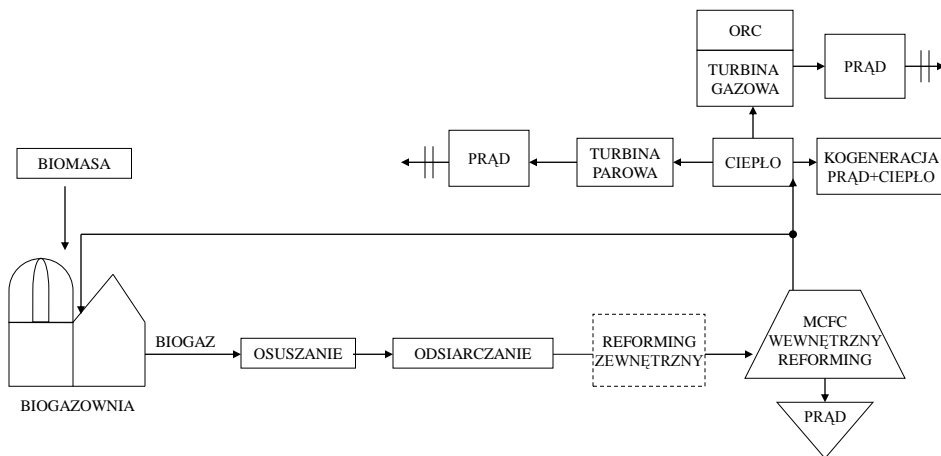 ORC
TURBINA
GAZOWA
PRĄD
PRĄD
TURBINA
PAROWA
CIEPŁO
KOGENERACJA
PRĄD+CIEPŁO
BIOMASA
BIOGAZ
OSUSZANIE
ODSIARCZANIE
REFORMING
ZEWNĘTRZNY
MCFC
WEWNĘTRZNY
REFORMING
BIOGAZOWNIA
PRĄD